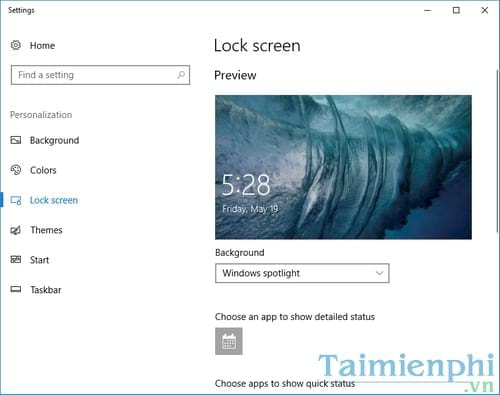 Settings
Home
Find a setting
Personalization
Background
Colors
Lock screen
Themes
Start
Taskbar
Lock screen
Preview
5:28
Friday, May 19
Background
Windows spotlight
Choose an app to show detailed status
Choose apps to show quick status
Taimienphi
.vn